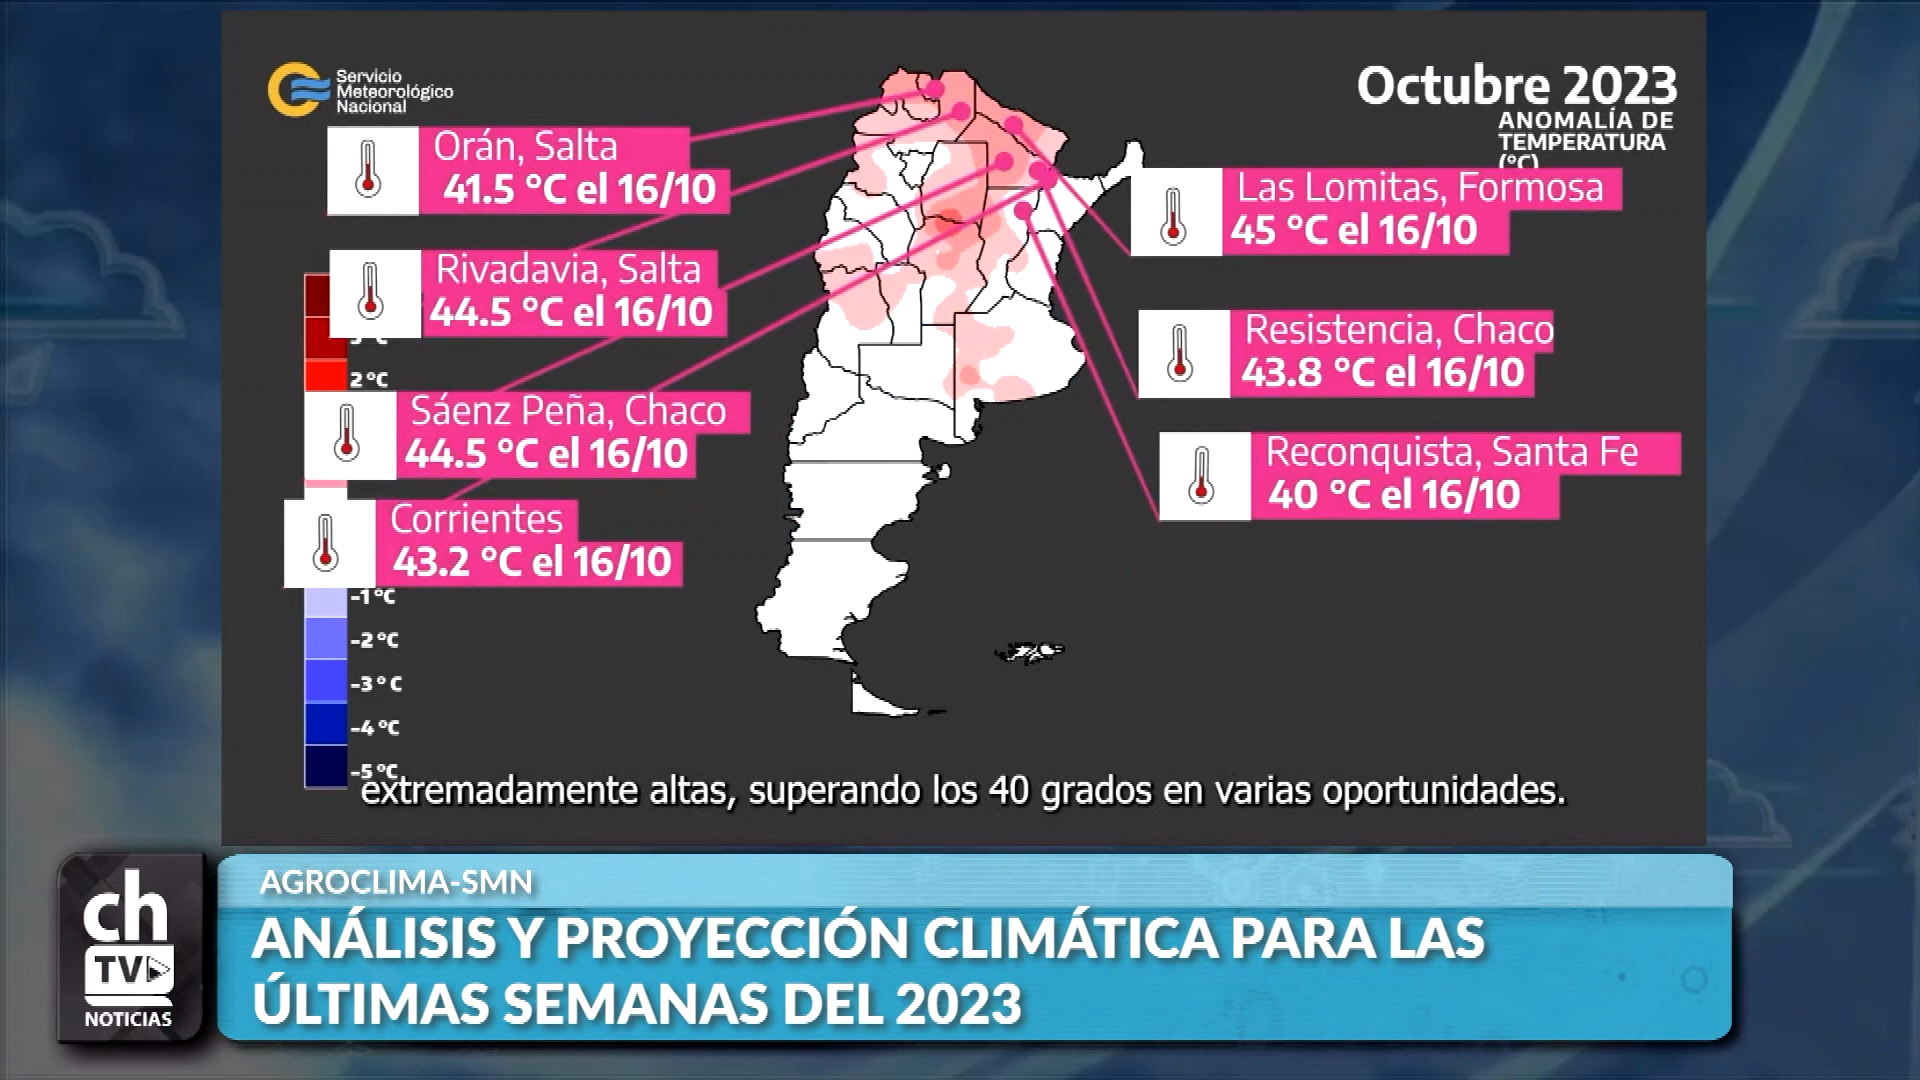 Servicio
Meteorológico
Nacional
Octubre 2023
ANOMALÍA DE
TEMPERATURA
(°C)
Orán, Salta
41.5 °C el 16/10
Rivadavia, Salta
44.5 °C el 16/10
Sáenz Peña, Chaco
44.5 °C el 16/10
Corrientes
43.2 °C el 16/10
Las Lomitas, Formosa
45 °C el 16/10
Resistencia, Chaco
43.8 °C el 16/10
Reconquista, Santa Fe
40 °C el 16/10
2 °C
-1 °C
-2 °C
-3 °C
-4 °C
-5 °C
extremadamente altas, superando los 40 grados en varias oportunidades.
AGROCLIMA-SMN
ANÁLISIS Y PROYECCIÓN CLIMÁTICA PARA LAS
ÚLTIMAS SEMANAS DEL 2023
ch
TV
NOTICIAS